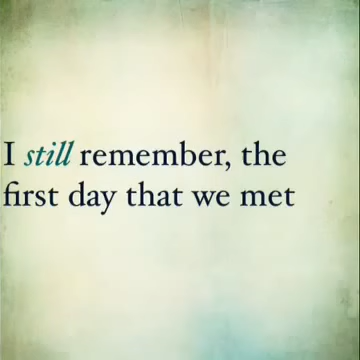 I still remember, the
first day that we met